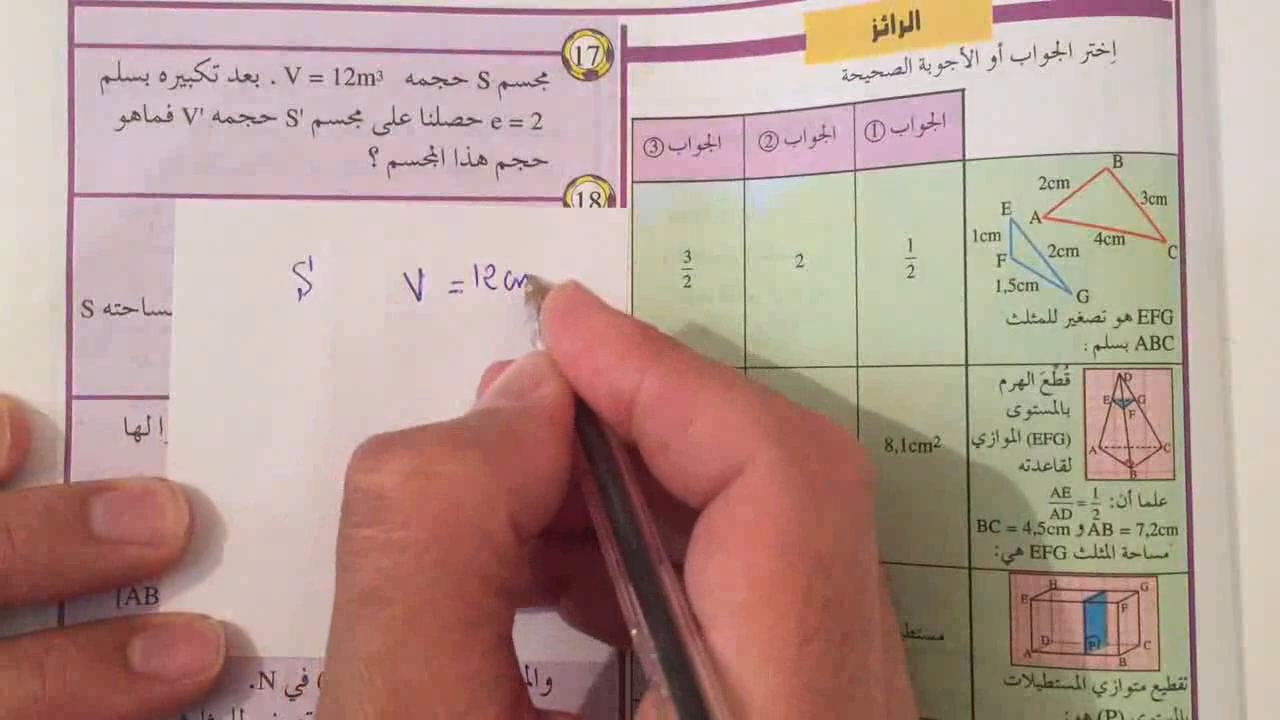 الرائز
إختر الجواب أو الأجوبة الصحيحة
الجواب ① الجواب ② الجواب ③
B
2cm
3cm
E
A
1cm
4cm
C
2cm
F
1,5cm
G
EFG هو تصغير للمثلث
ABC بسلم :
1/2 2 3/2
قُطِّعَ الهرم
بالمستوى
(EFG) الموازي
لقاعدته
D
E G
F
A C
B
علما أن: AE/AD = 1/2
AB = 7,2cm و BC = 4,5cm
مساحة المثلث EFG هي:
8,1cm²
H G
E F
D P C
A B
تقطيع متوازي المستطيلات
بالمستوى (P) هو:
17
مجسم S حجمه V = 12m³ . بعد تكبيره بسلم
e = 2 حصلنا على مجسم S' حجمه V' فماهو
حجم هذا المجسم ؟
18
S V = 12cm
S
[AB
في N.